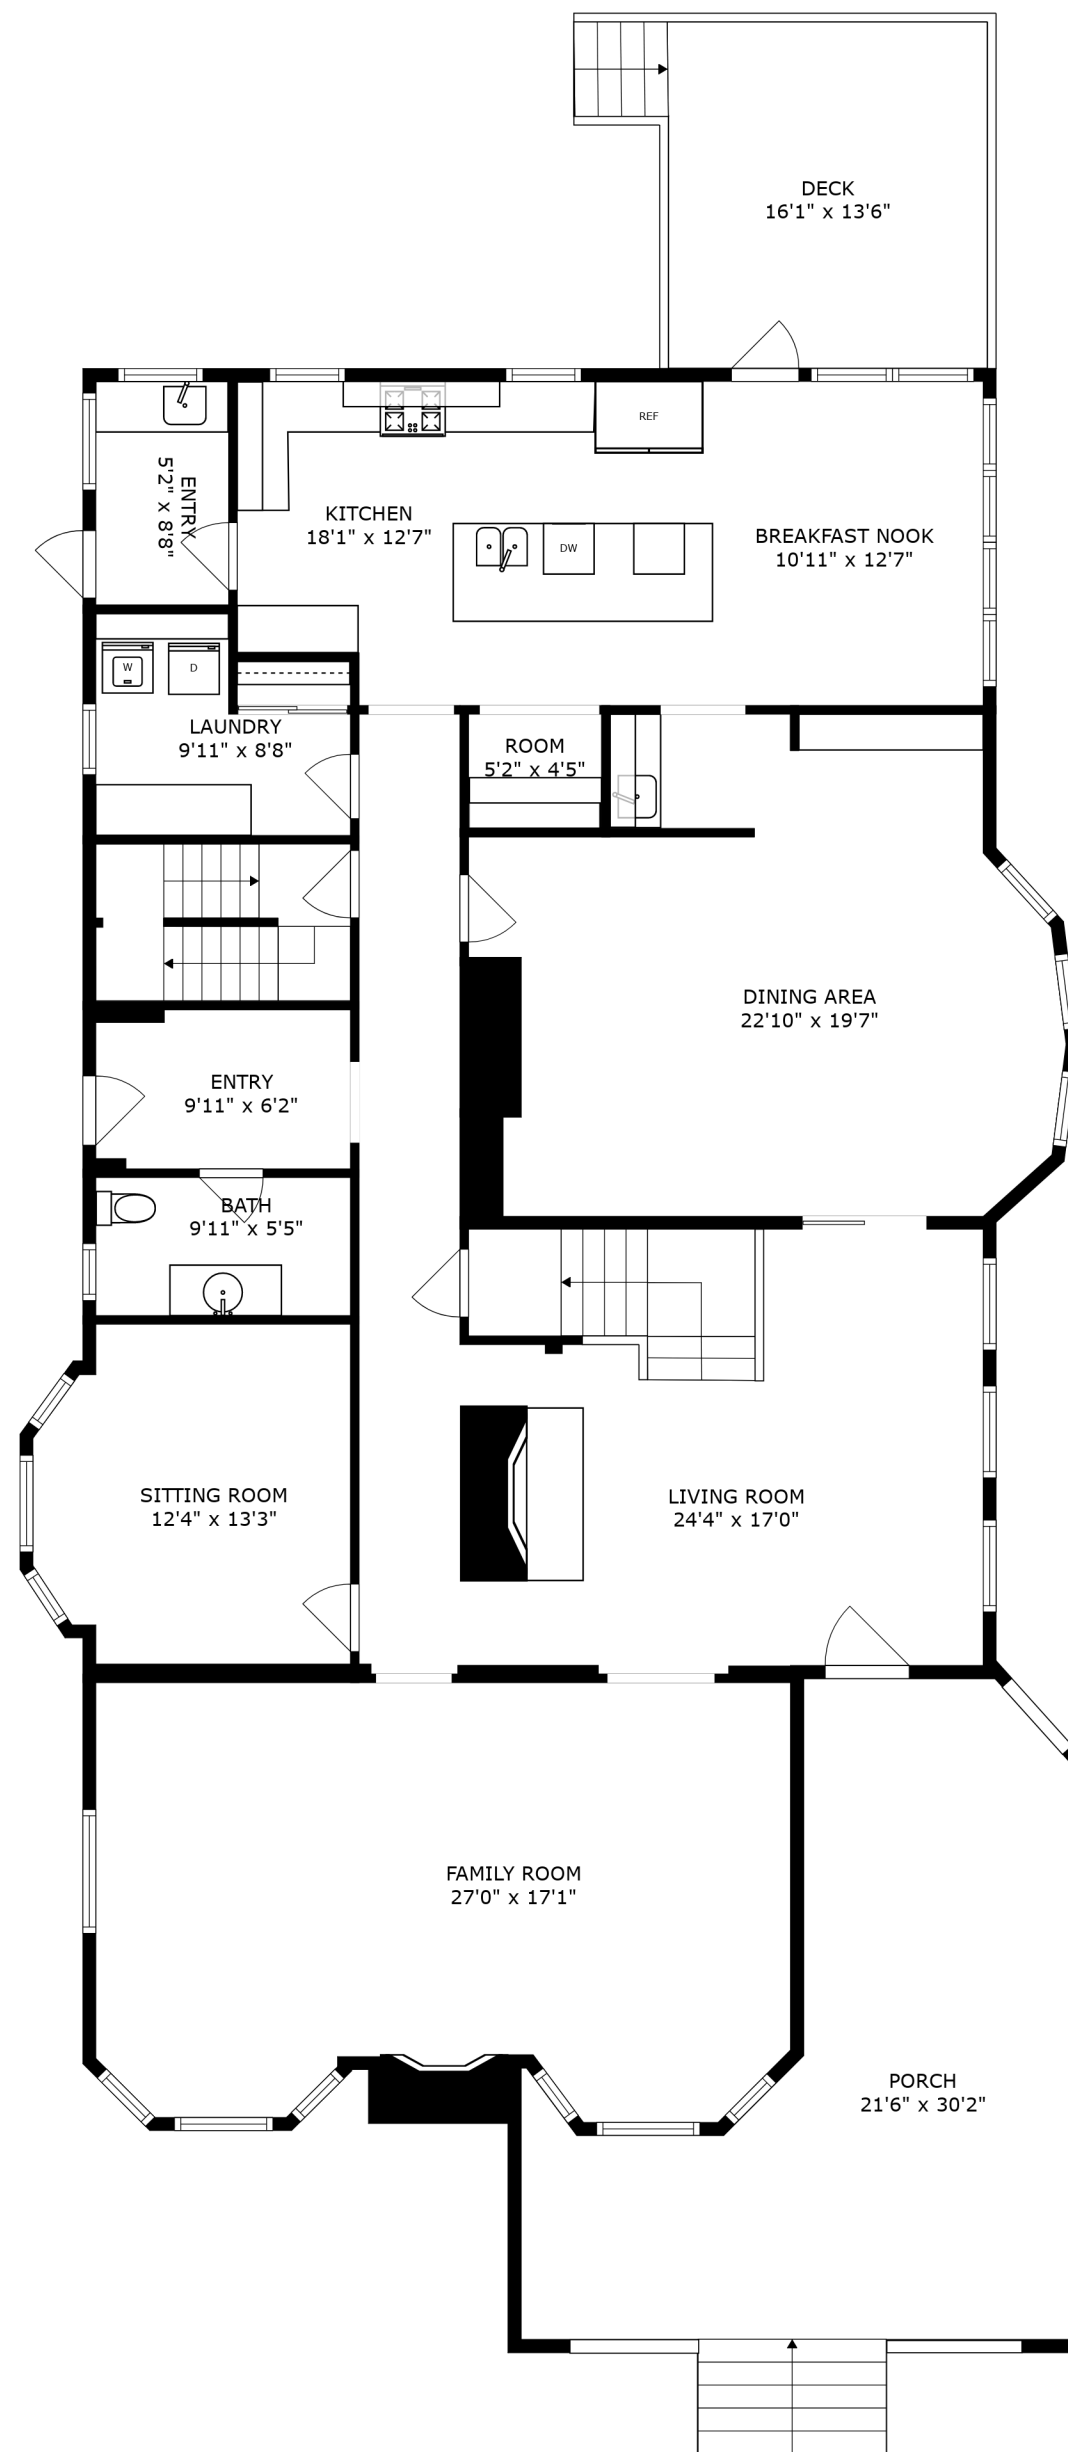 DECK
16'1" x 13'6"
REF
ENTRY
5'2" x 8'8"
KITCHEN
18'1" x 12'7"
DW
BREAKFAST NOOK
10'11" x 12'7"
W
D
LAUNDRY
9'11" x 8'8"
ROOM
5'2" x 4'5"
DINING AREA
22'10" x 19'7"
ENTRY
9'11" x 6'2"
BATH
9'11" x 5'5"
SITTING ROOM
12'4" x 13'3"
LIVING ROOM
24'4" x 17'0"
FAMILY ROOM
27'0" x 17'1"
PORCH
21'6" x 30'2"